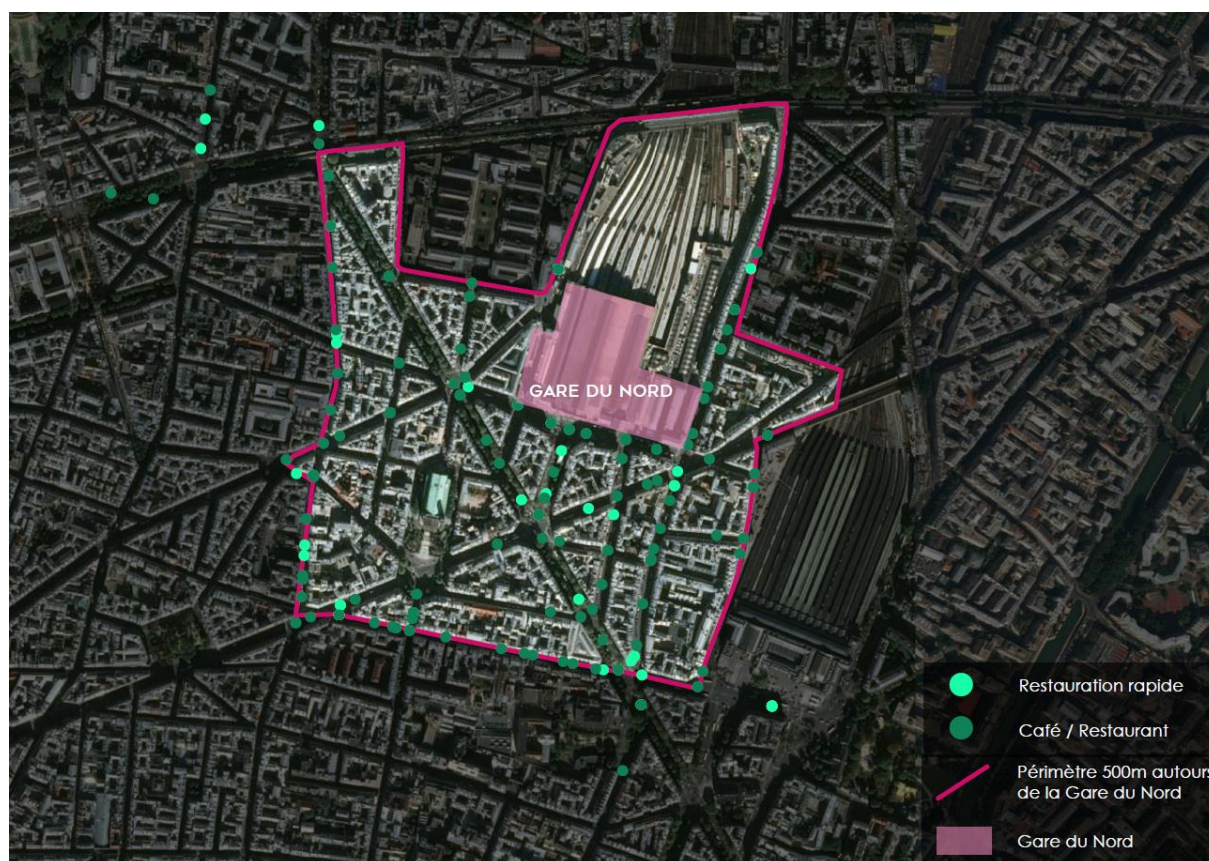 GARE DU NORD
Restauration rapide
Café / Restaurant
Périmètre 500m autours
de la Gare du Nord
Gare du Nord